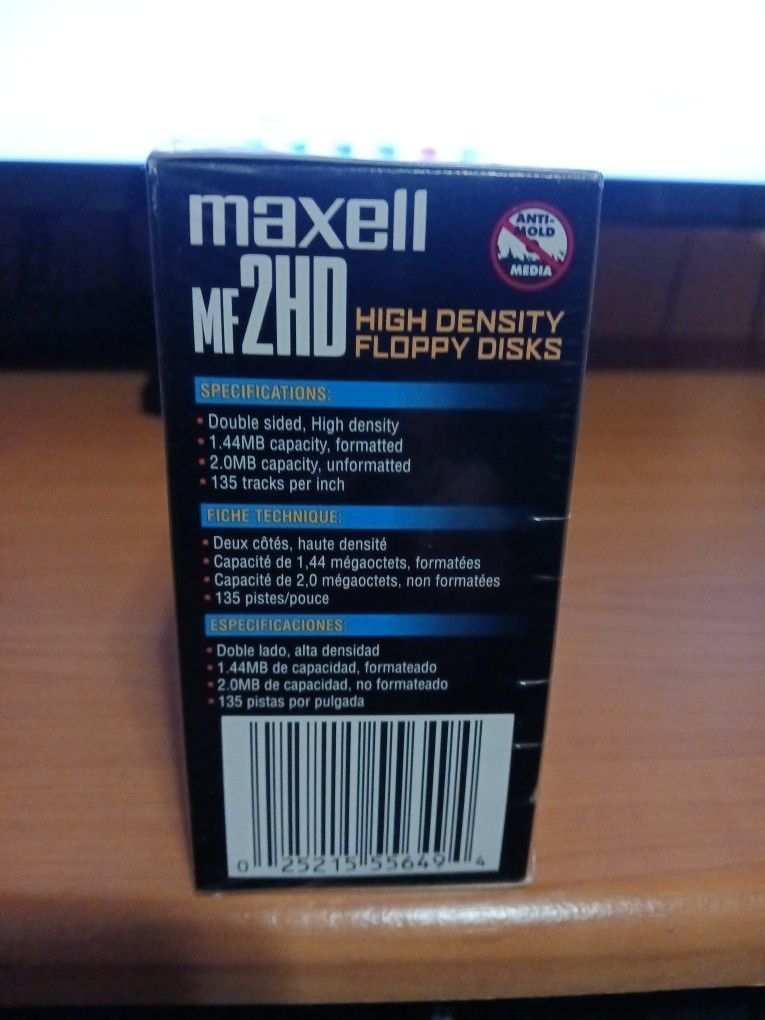 maxell
ANTI-
MOLD
MEDIA
MF2HD
HIGH DENSITY
FLOPPY DISKS
SPECIFICATIONS:
• Double sided, High density
• 1.44MB capacity, formatted
• 2.0MB capacity, unformatted
• 135 tracks per inch
FICHE TECHNIQUE:
• Deux côtés, haute densité
• Capacité de 1,44 mégaoctets, formatées
• Capacité de 2,0 mégaoctets, non formatées
• 135 pistes/pouce
ESPECIFICACIONES:
• Doble lado, alta densidad
• 1.44MB de capacidad, formateado
• 2.0MB de capacidad, no formateado
• 135 pistas por pulgada
0 25215 55649 4